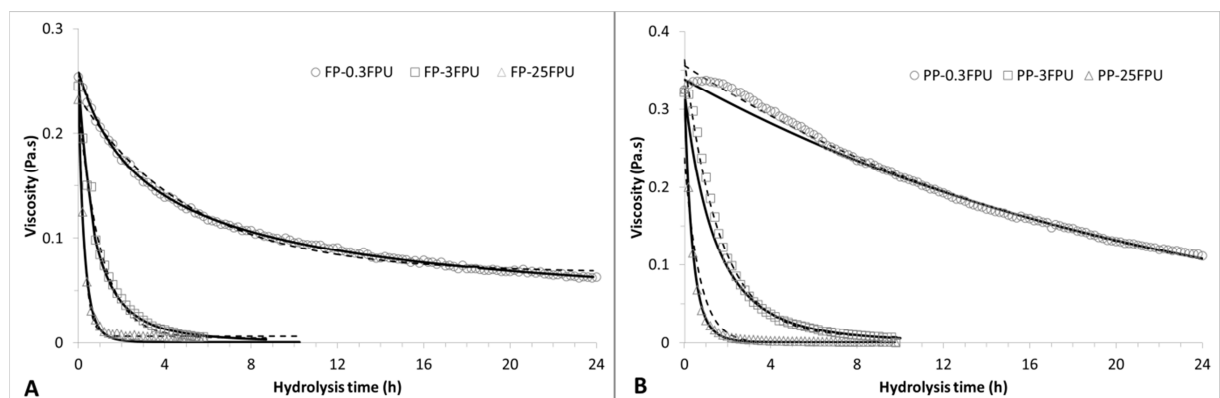 0.3
0.2
0.1
0
Viscosity (Pa.s)
FP-0.3FPU FP-3FPU FP-25FPU
0 4 8 12 16 20 24
Hydrolysis time (h)
A
0.4
0.3
0.2
0.1
0
Viscosity (Pa.s)
PP-0.3FPU PP-3FPU PP-25FPU
0 4 8 12 16 20 24
Hydrolysis time (h)
B